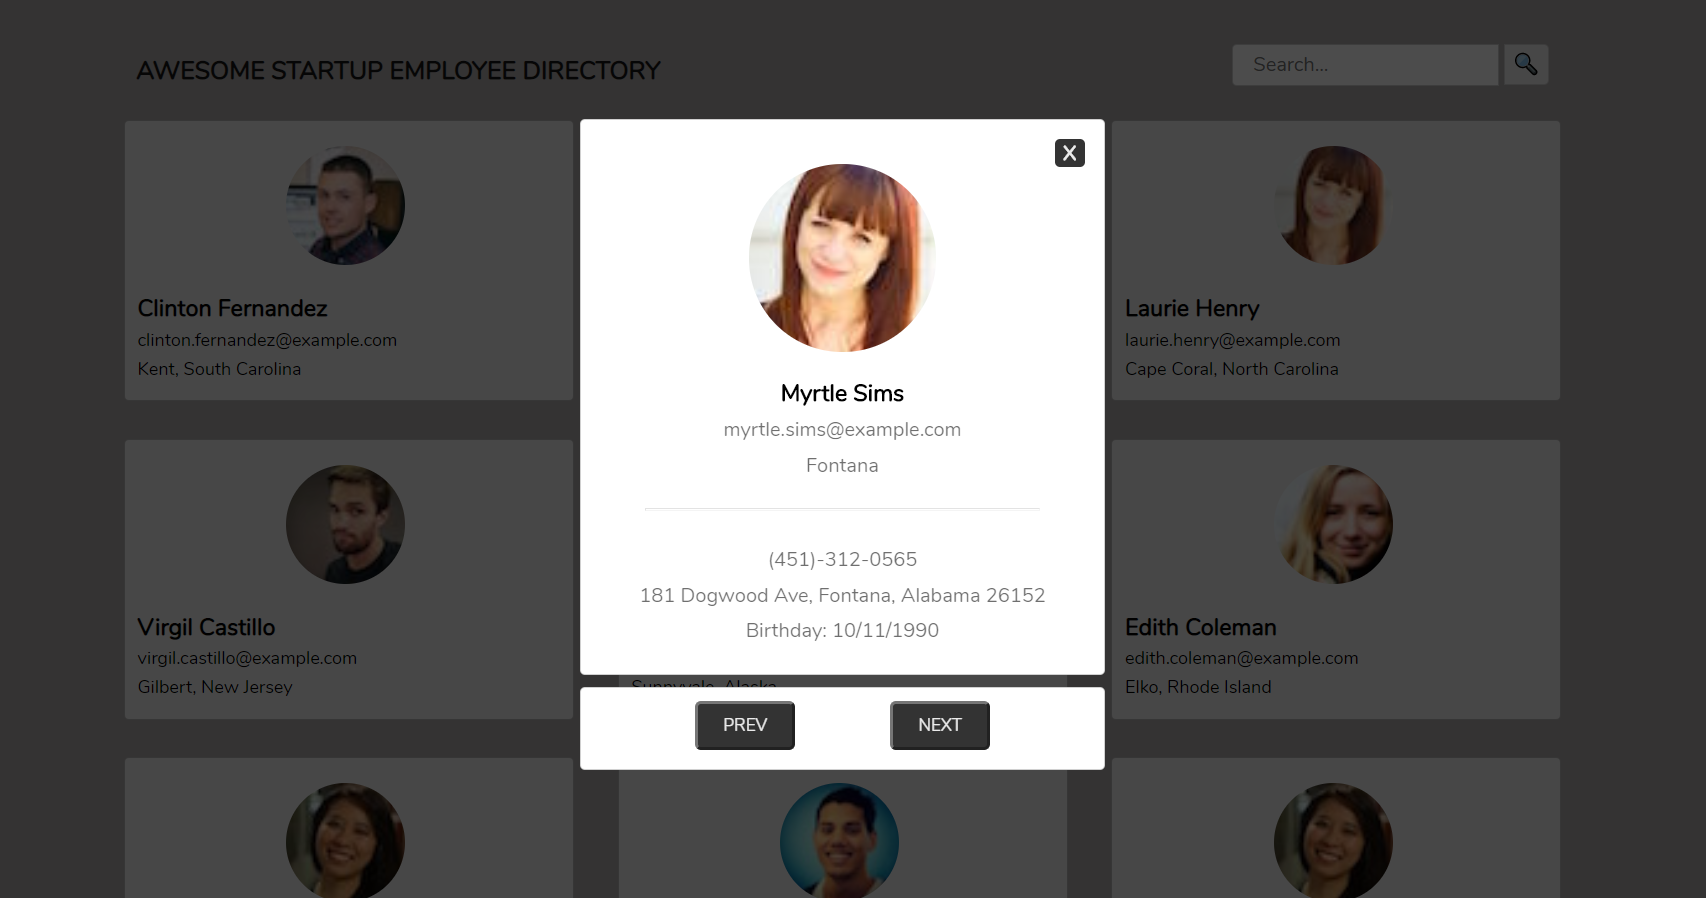 AWESOME STARTUP EMPLOYEE DIRECTORY
Search...
X
Clinton Fernandez
clinton.fernandez@example.com
Kent, South Carolina
Myrtle Sims
myrtle.sims@example.com
Fontana
(451)-312-0565
181 Dogwood Ave, Fontana, Alabama 26152
Birthday: 10/11/1990
Laurie Henry
laurie.henry@example.com
Cape Coral, North Carolina
Virgil Castillo
virgil.castillo@example.com
Gilbert, New Jersey
Sunnyvale, Alaska
Edith Coleman
edith.coleman@example.com
Elko, Rhode Island
PREV
NEXT